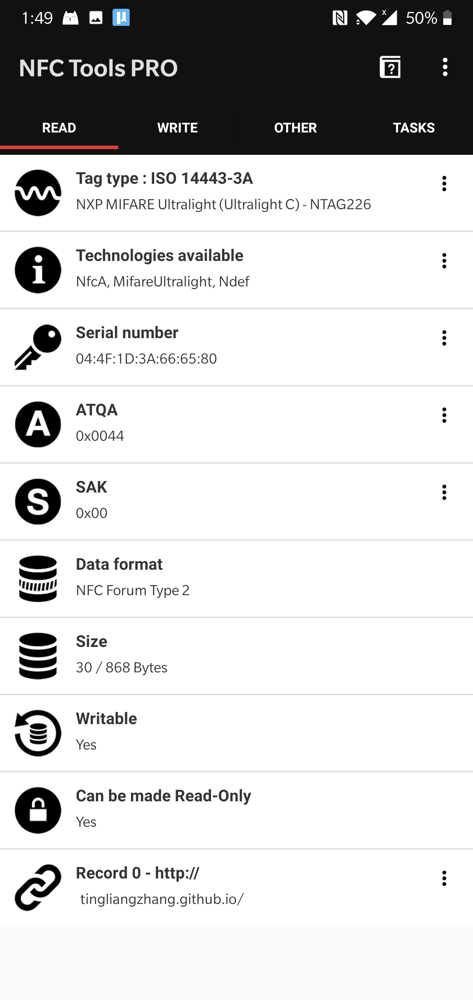 1:49
50%
NFC Tools PRO
READ WRITE OTHER TASKS
Tag type : ISO 14443-3A
NXP MIFARE Ultralight (Ultralight C) - NTAG226
Technologies available
NfcA, MifareUltralight, Ndef
Serial number
04:4F:1D:3A:66:65:80
ATQA
0x0044
SAK
0x00
Data format
NFC Forum Type 2
Size
30 / 868 Bytes
Writable
Yes
Can be made Read-Only
Yes
Record 0 - http://
tingliangzhang.github.io/